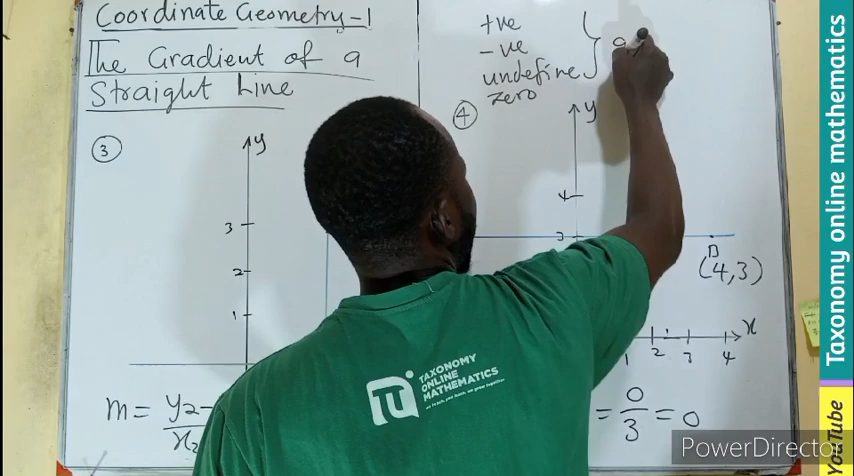 Coordinate Geometry-1
The Gradient of a
Straight Line
+ve
-ve
undefine
zero
3
y
3
2
1
m = y2-
x2
4
y
4
3
B
(4,3)
x
1
2
3
4
= 0/3 = 0
TAXONOMY
ONLINE
MATHEMATICS
PowerDirector
Taxonomy online mathematics
YouTube